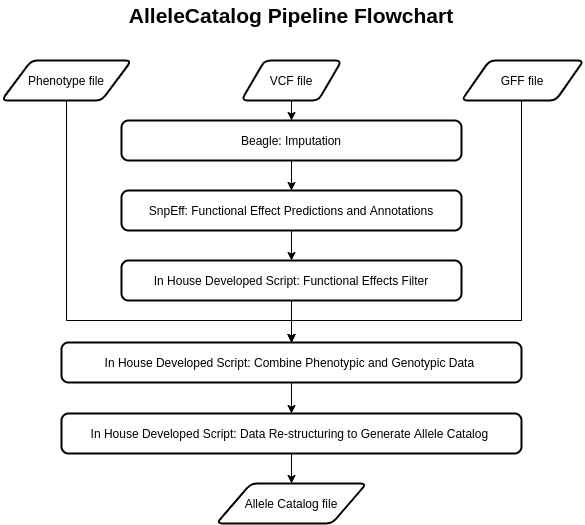 AlleleCatalog Pipeline Flowchart
Phenotype file
VCF file
GFF file
Beagle: Imputation
SnpEff: Functional Effect Predictions and Annotations
In House Developed Script: Functional Effects Filter
In House Developed Script: Combine Phenotypic and Genotypic Data
In House Developed Script: Data Re-structuring to Generate Allele Catalog
Allele Catalog file